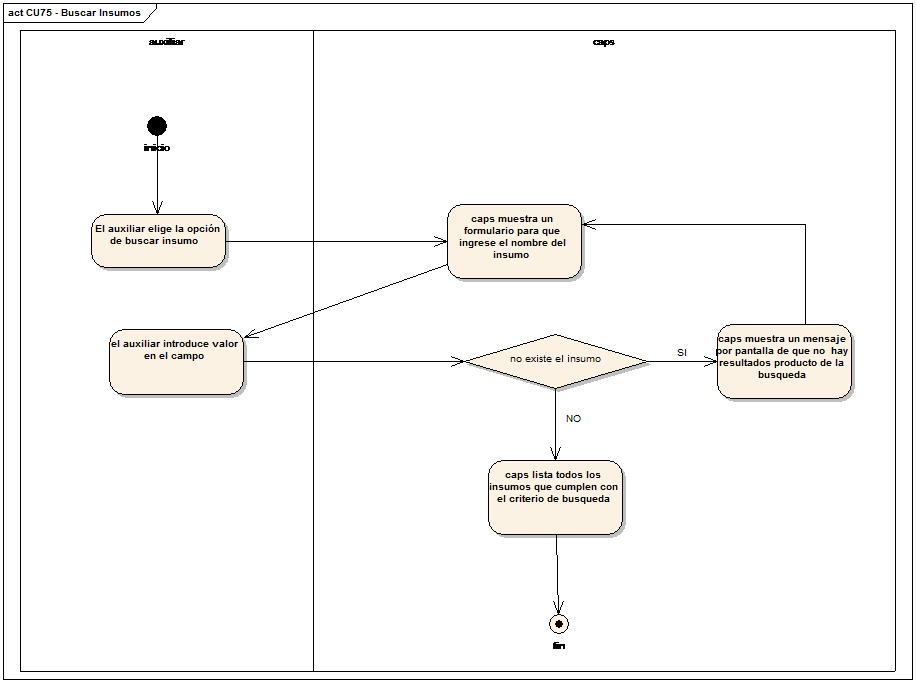 act CU75 - Buscar Insumos
auxiliar
caps
inicio
El auxiliar elige la opción
de buscar insumo
caps muestra un
formulario para que
ingrese el nombre del
insumo
el auxiliar introduce valor
en el campo
no existe el insumo
SI
caps muestra un mensaje
por pantalla de que no hay
resultados producto de la
busqueda
NO
caps lista todos los
insumos que cumplen con
el criterio de busqueda
fin